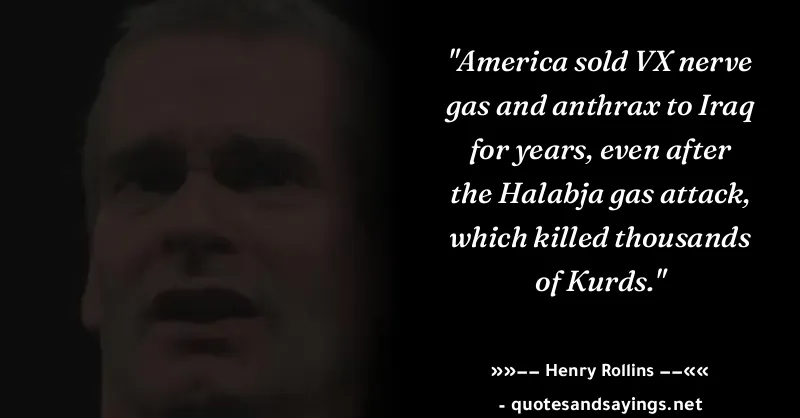 "America sold VX nerve
gas and anthrax to Iraq
for years, even after
the Halabja gas attack,
which killed thousands
of Kurds."
»»−− Henry Rollins −−««
- quotesandsayings.net